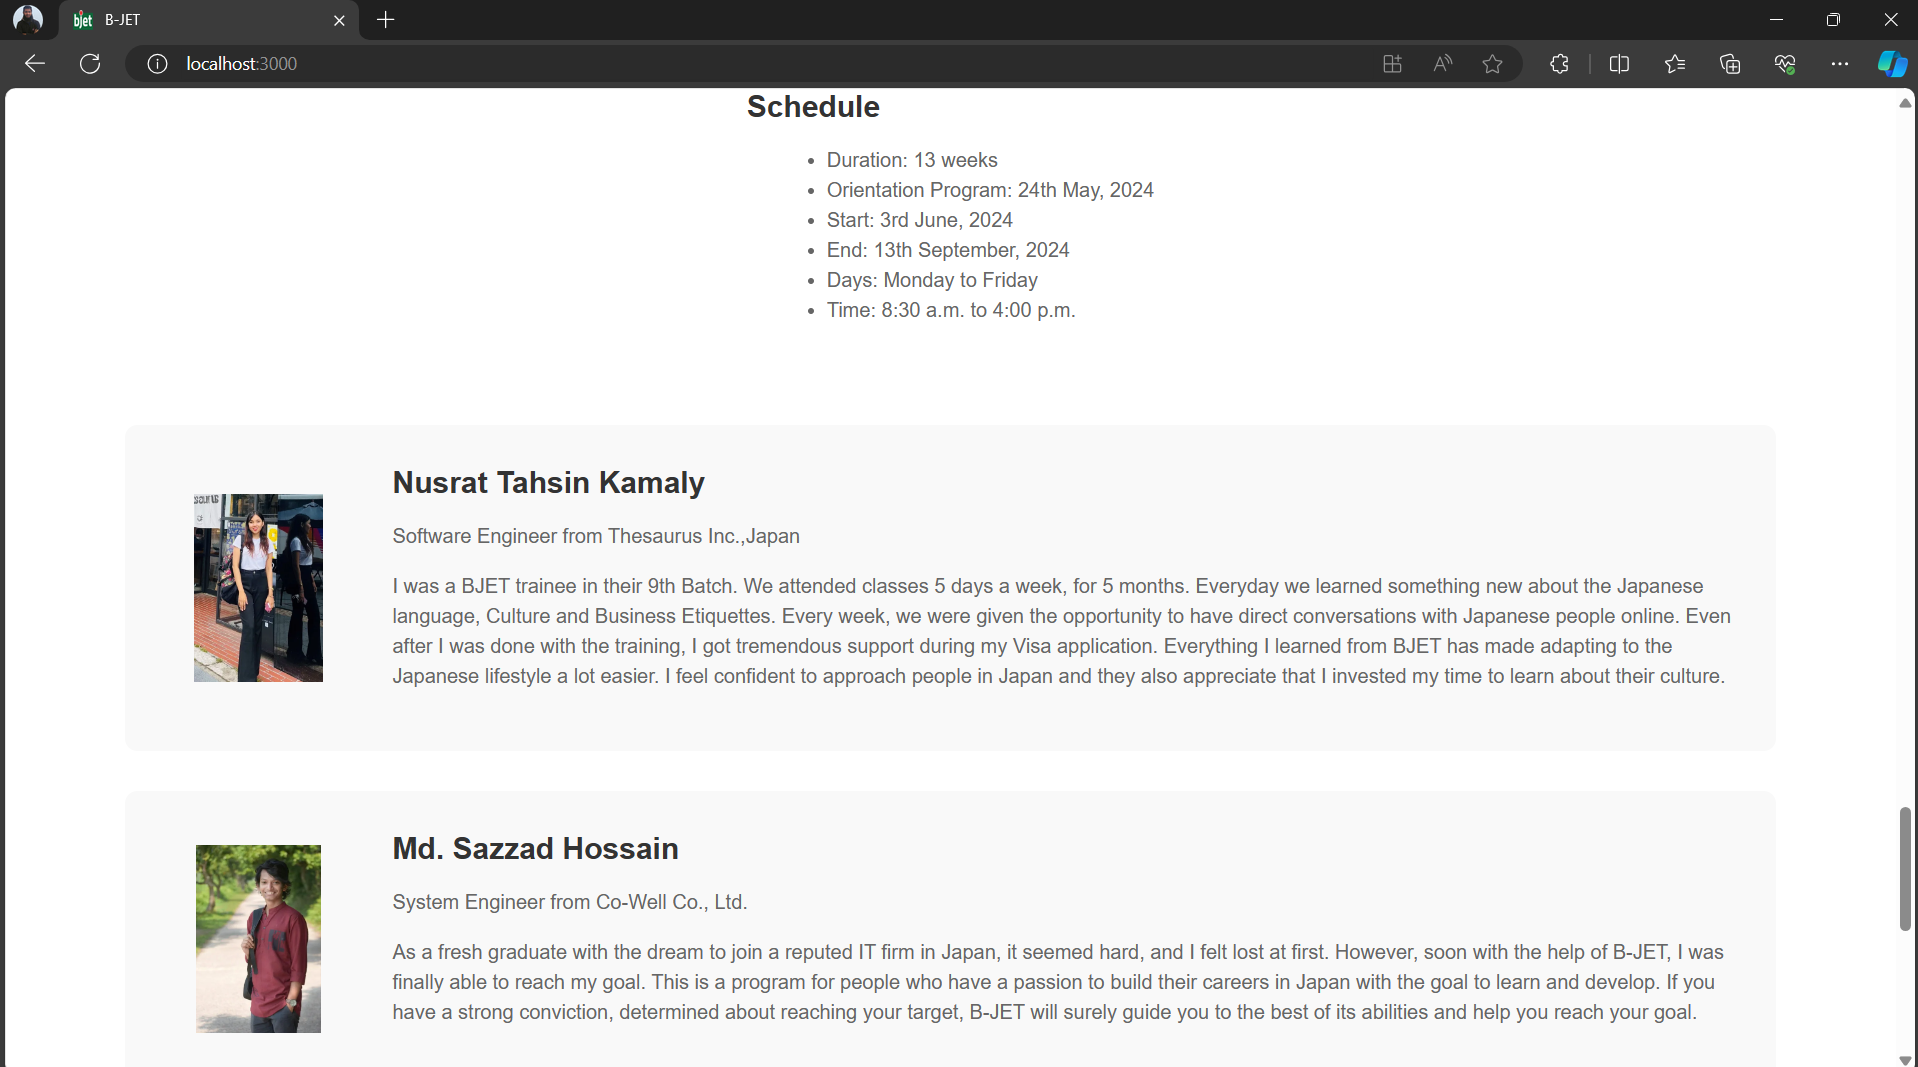 bjet B-JET
localhost:3000
Schedule
• Duration: 13 weeks
• Orientation Program: 24th May, 2024
• Start: 3rd June, 2024
• End: 13th September, 2024
• Days: Monday to Friday
• Time: 8:30 a.m. to 4:00 p.m.
Nusrat Tahsin Kamaly
Software Engineer from Thesaurus Inc.,Japan
I was a BJET trainee in their 9th Batch. We attended classes 5 days a week, for 5 months. Everyday we learned something new about the Japanese
language, Culture and Business Etiquettes. Every week, we were given the opportunity to have direct conversations with Japanese people online. Even
after I was done with the training, I got tremendous support during my Visa application. Everything I learned from BJET has made adapting to the
Japanese lifestyle a lot easier. I feel confident to approach people in Japan and they also appreciate that I invested my time to learn about their culture.
Md. Sazzad Hossain
System Engineer from Co-Well Co., Ltd.
As a fresh graduate with the dream to join a reputed IT firm in Japan, it seemed hard, and I felt lost at first. However, soon with the help of B-JET, I was
finally able to reach my goal. This is a program for people who have a passion to build their careers in Japan with the goal to learn and develop. If you
have a strong conviction, determined about reaching your target, B-JET will surely guide you to the best of its abilities and help you reach your goal.